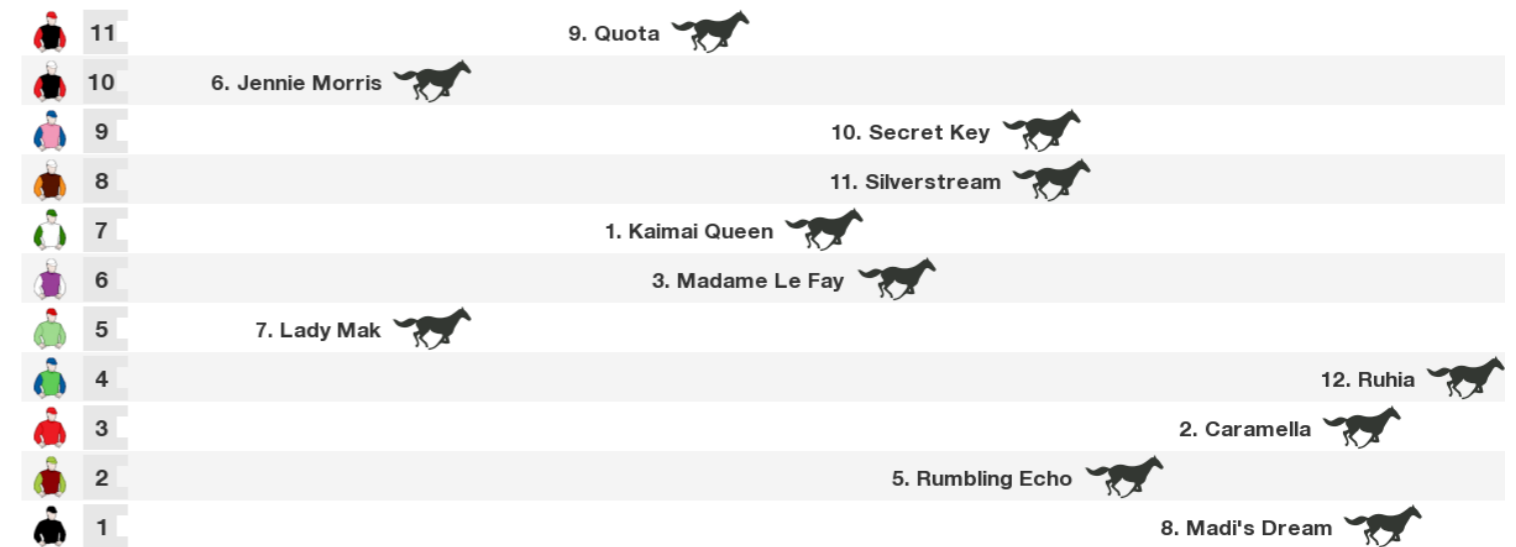 11 9. Quota
10 6. Jennie Morris
9 10. Secret Key
8 11. Silverstream
7 1. Kaimai Queen
6 3. Madame Le Fay
5 7. Lady Mak
4 12. Ruhia
3 2. Caramella
2 5. Rumbling Echo
1 8. Madi's Dream